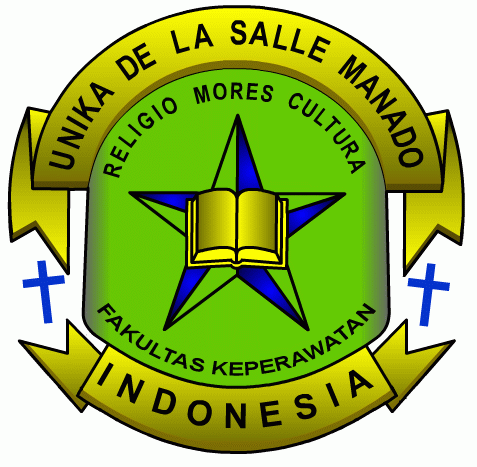 UNIKA DE LA SALLE MANADO
RELIGIO MORES CULTURA
FAKULTAS KEPERAWATAN
INDONESIA